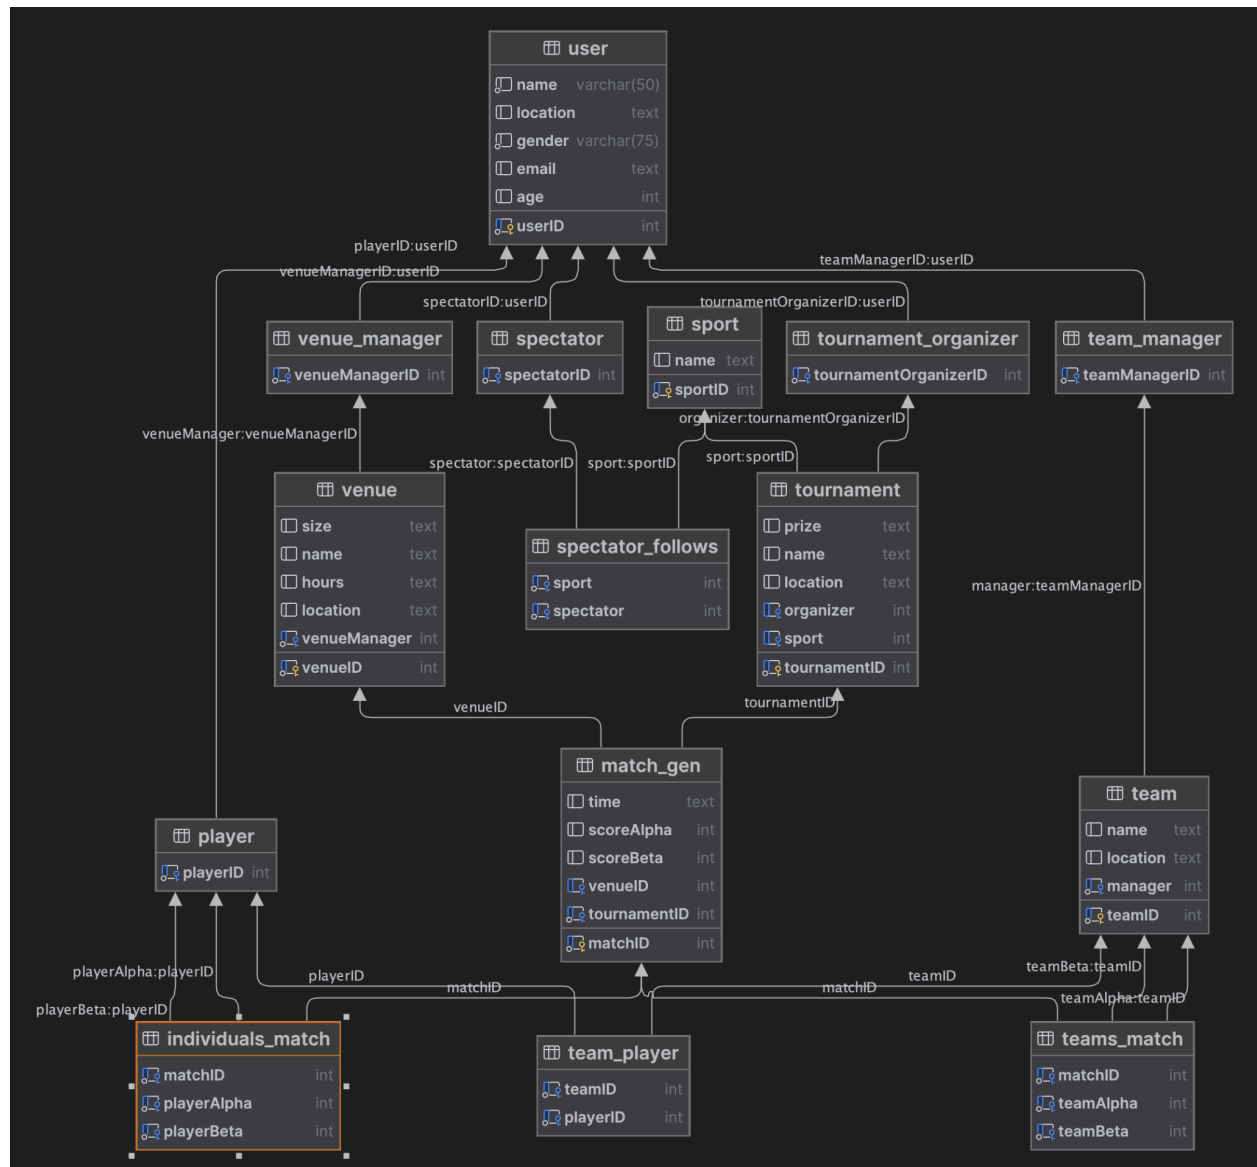 user
name varchar(50)
location text
gender varchar(75)
email text
age int
userID int
playerID:userID
venueManagerID:userID
teamManagerID:userID
spectatorID:userID
tournamentOrganizerID:userID
venue_manager
venueManagerID int
spectator
spectatorID int
sport
name text
sportID int
tournament_organizer
tournamentOrganizerID int
team_manager
teamManagerID int
organizer:tournamentOrganizerID
venueManager:venueManagerID
spectator:spectatorID
sport:sportID
sport:sportID
venue
size text
name text
hours text
location text
venueManager int
venueID int
spectator_follows
sport int
spectator int
tournament
prize text
name text
location text
organizer int
sport int
tournamentID int
manager:teamManagerID
venueID
tournamentID
match_gen
time text
scoreAlpha int
scoreBeta int
venueID int
tournamentID int
matchID int
team
name text
location text
manager int
teamID int
player
playerID int
playerAlpha:playerID
playerID
teamID
teamBeta:teamID
matchID
matchID
teamAlpha:teamID
playerBeta:playerID
individuals_match
matchID int
playerAlpha int
playerBeta int
team_player
teamID int
playerID int
teams_match
matchID int
teamAlpha int
teamBeta int